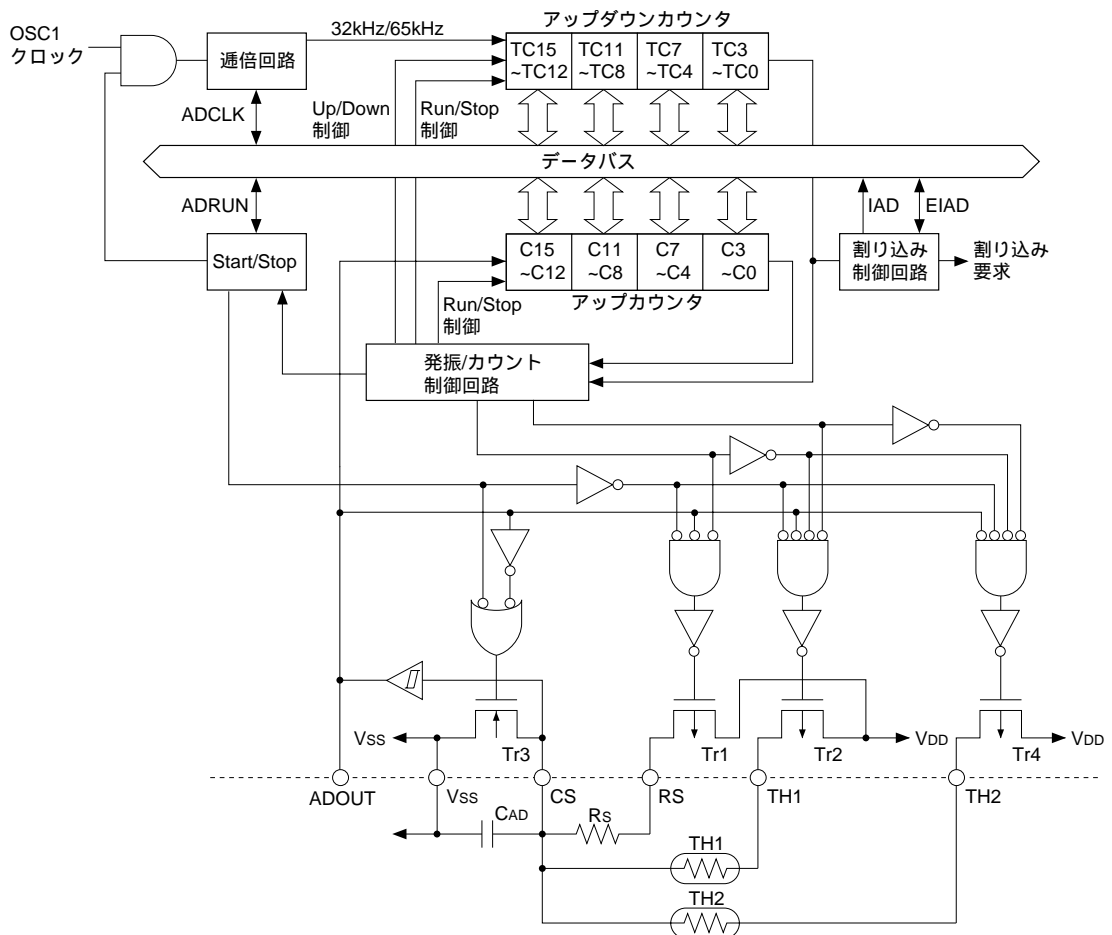 アップダウンカウンタ
OSC1
クロック
逓倍回路
32kHz/65kHz
TC15
~TC12
TC11
~TC8
TC7
~TC4
TC3
~TC0
ADCLK
Up/Down
制御
Run/Stop
制御
データバス
ADRUN
IAD
EIAD
Start/Stop
C15
~C12
C11
~C8
C7
~C4
C3
~C0
割り込み
制御回路
割り込み
要求
アップカウンタ
Run/Stop
制御
発振/カウント
制御回路
VSS
Tr3
Tr1
Tr2
VDD
Tr4
VDD
ADOUT
VSS
CS
RS
TH1
TH2
CAD
RS
TH1
TH2